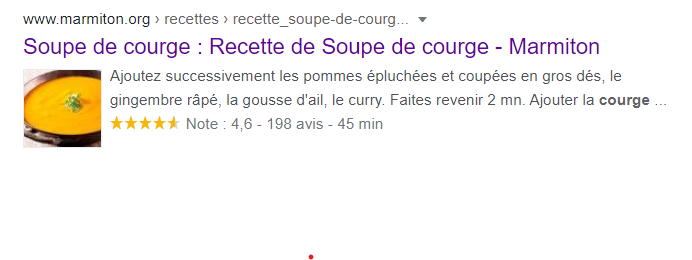 www.marmiton.org › recettes › recette_soupe-de-courg...
Soupe de courge : Recette de Soupe de courge - Marmiton
Ajoutez successivement les pommes épluchées et coupées en gros dés, le
gingembre râpé, la gousse d'ail, le curry. Faites revenir 2 mn. Ajouter la courge ...
Note : 4,6 - 198 avis - 45 min